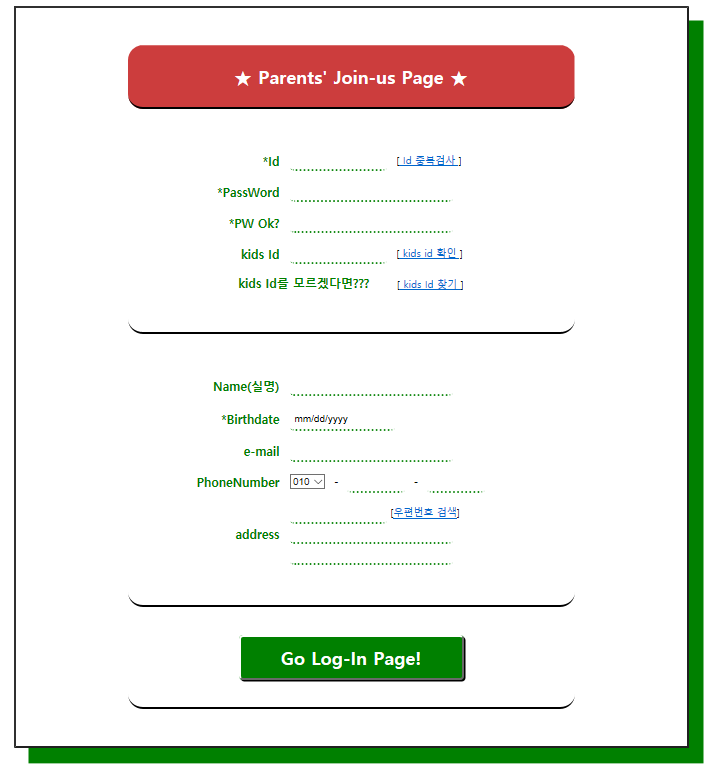 ★ Parents' Join-us Page ★
*Id [ Id 중복검사 ]
*PassWord
*PW Ok?
kids Id [ kids id 확인 ]
kids Id를 모르겠다면??? [ kids Id 찾기 ]
Name(실명)
*Birthdate mm/dd/yyyy
e-mail
PhoneNumber 010 - -
[우편번호 검색]
address
Go Log-In Page!